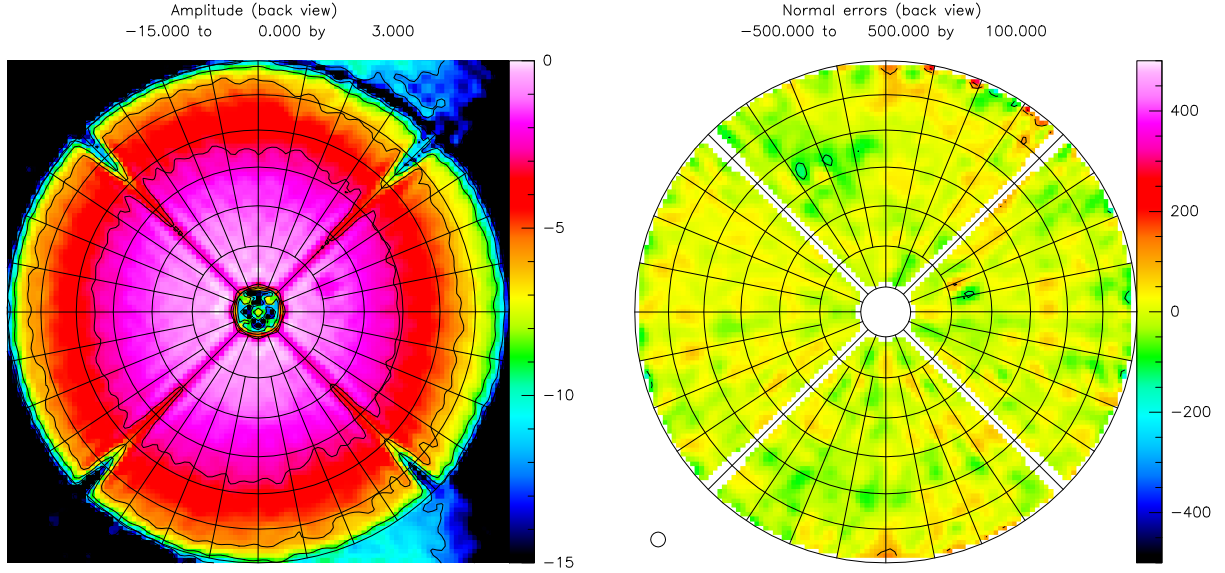 Amplitude (back view)
-15.000 to 0.000 by 3.000
0
-5
-10
-15
Normal errors (back view)
-500.000 to 500.000 by 100.000
400
200
0
-200
-400